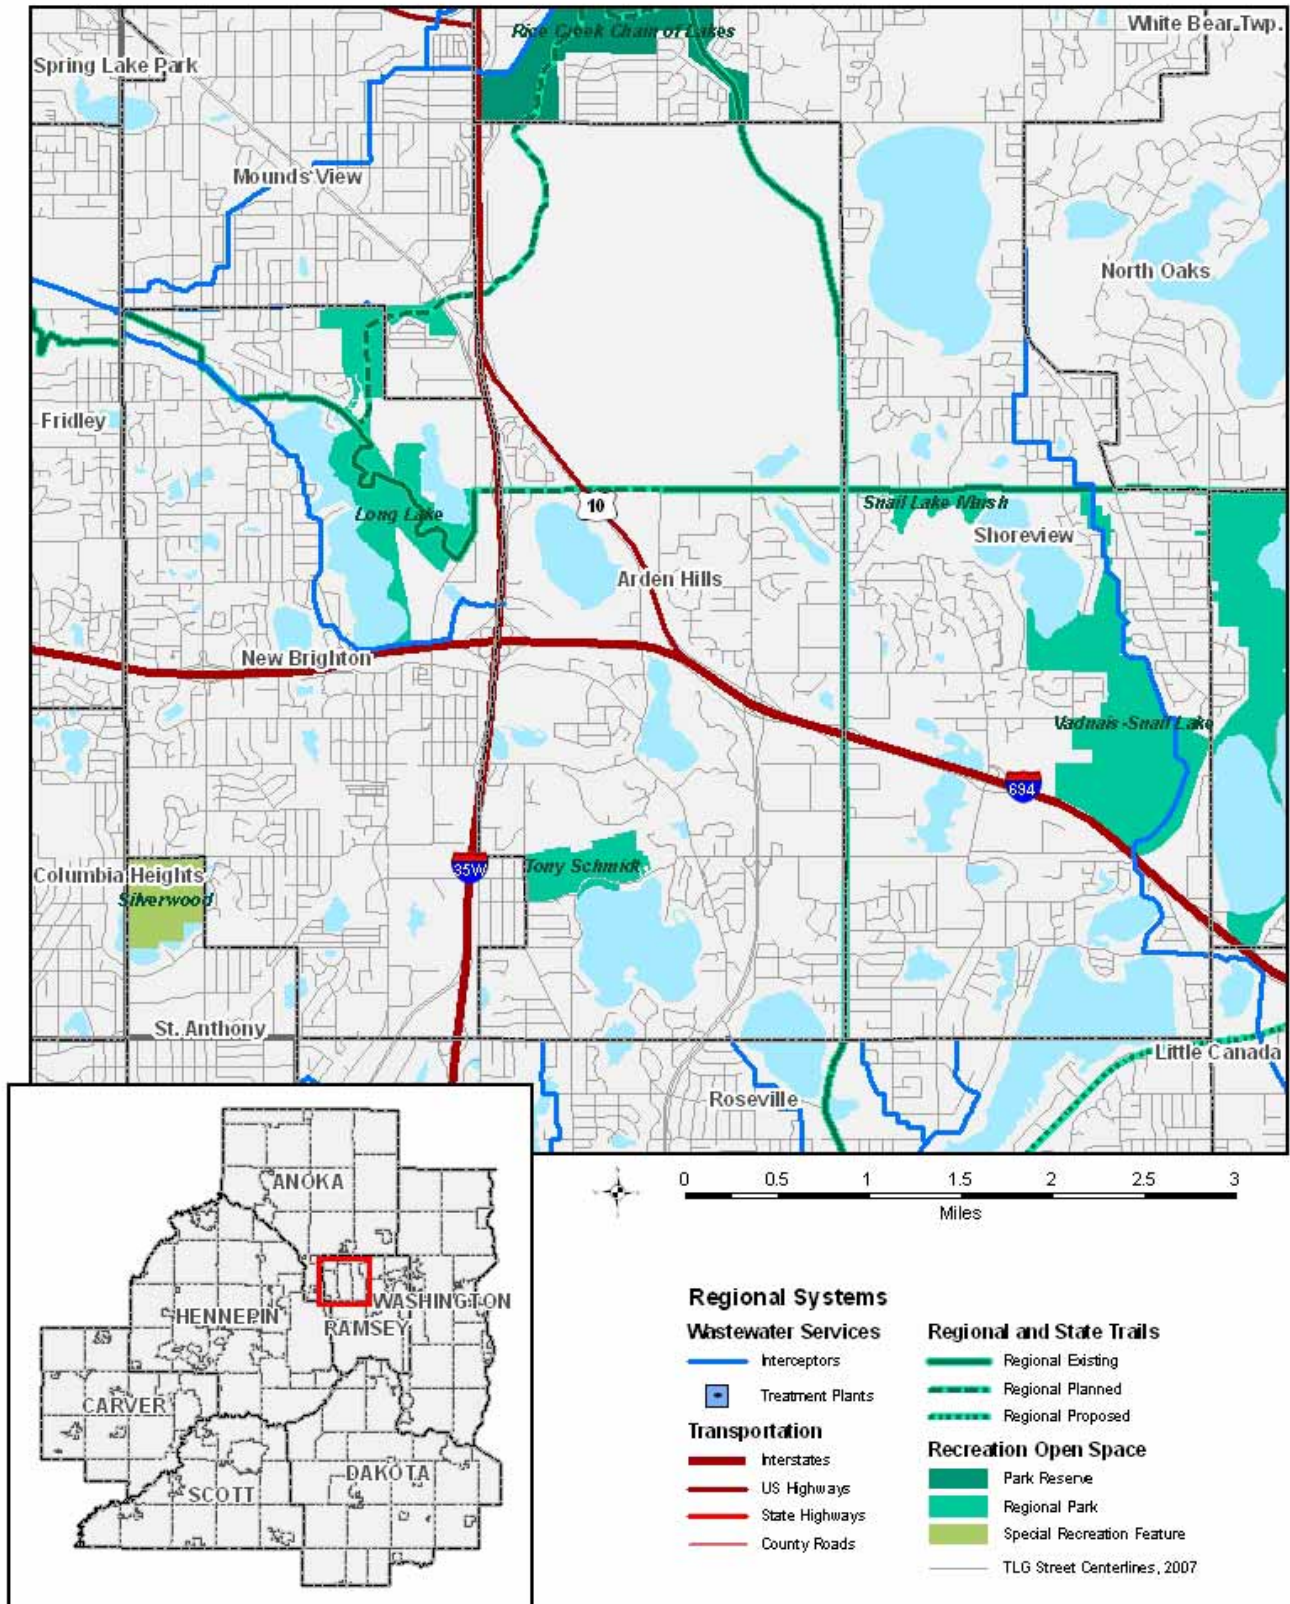 Rice Creek Chain of Lakes
White Bear Twp.
Spring Lake Park
Mounds View
North Oaks
Fridley
10
Snail Lake Marsh
Long Lake
Shoreview
Arden Hills
New Brighton
Vadnais-Snail Lake
694
35W
Tony Schmidt
Columbia Heights
Silverwood
St. Anthony
Little Canada
Roseville
ANOKA
HENNEPIN
WASHINGTON
RAMSEY
CARVER
DAKOTA
SCOTT
0 0.5 1 1.5 2 3
Miles
Regional Systems
Wastewater Services
Interceptors
Treatment Plants
Transportation
Interstates
US Highways
State Highways
County Roads
Regional and State Trails
Regional Existing
Regional Planned
Regional Proposed
Recreation Open Space
Park Reserve
Regional Park
Special Recreation Feature
TLG Street Centerlines, 2007